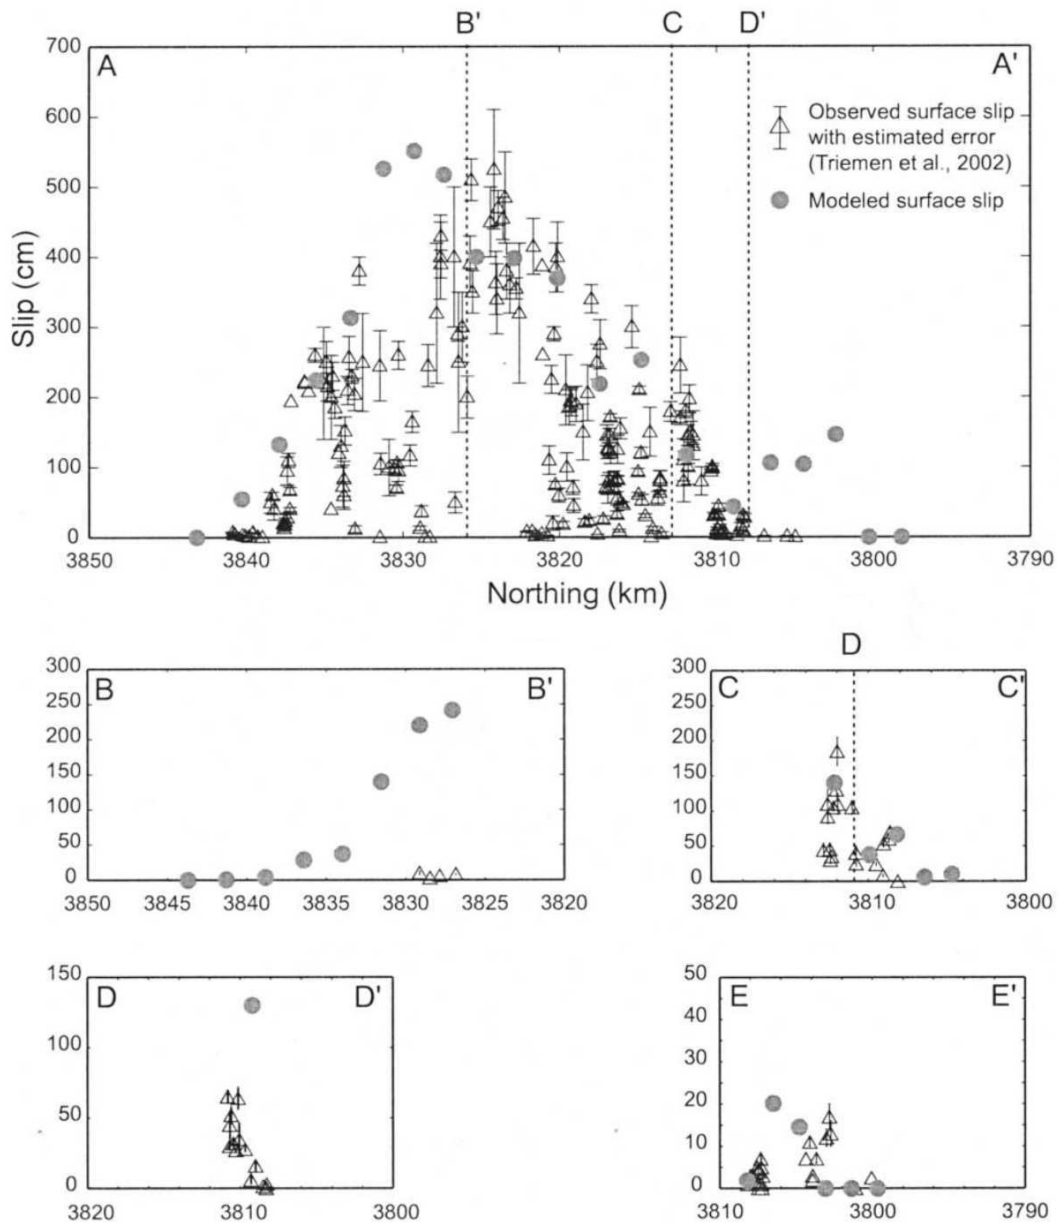 B' C D'
700
A A'
600
Observed surface slip
with estimated error
(Triemen et al., 2002)
500
Modeled surface slip
400
300
200
100
0
Slip (cm)
3850 3840 3830 3820 3810 3800 3790
Northing (km)
D
300
B B'
250
200
150
100
50
0
3850 3845 3840 3835 3830 3825 3820
300
C C'
250
200
150
100
50
0
3820 3810 3800
150
D D'
100
50
0
3820 3810 3800
50
E E'
40
30
20
10
0
3810 3800 3790